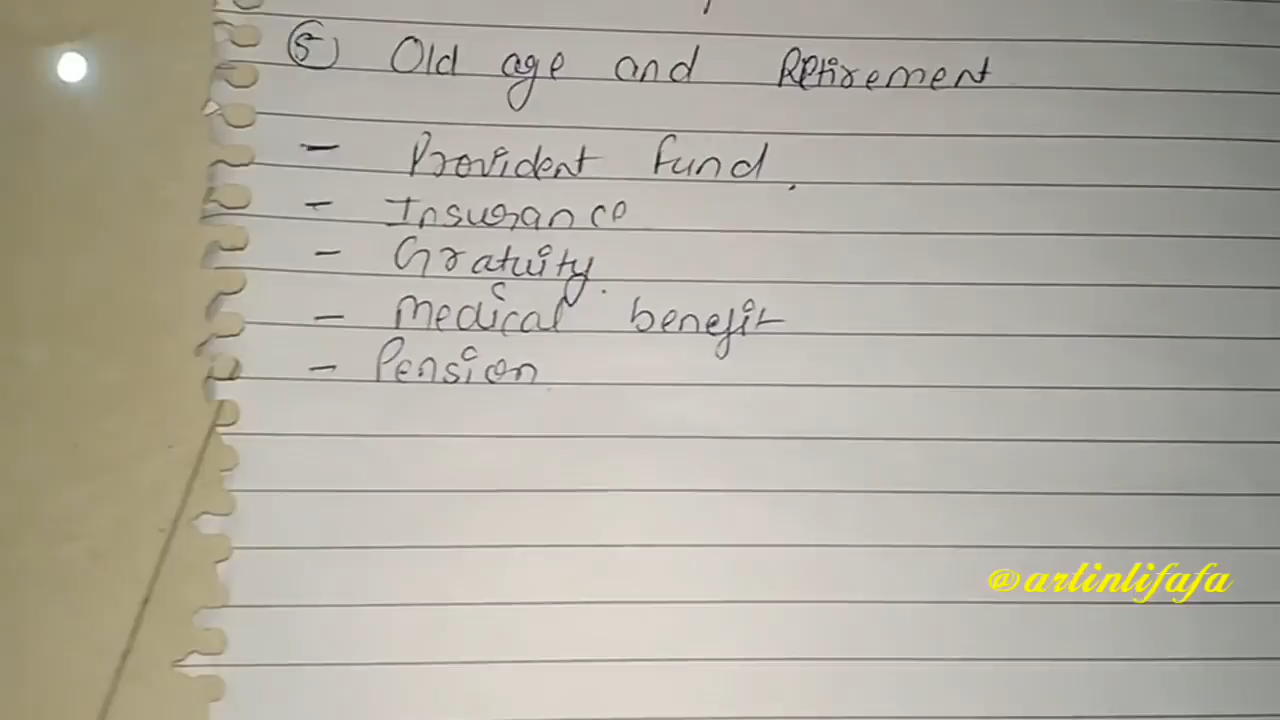 5) Old age and Retirement
- Provident Fund.
- Insurance
- Gratuity.
- medical benefit
- Pension
@artinlifafa